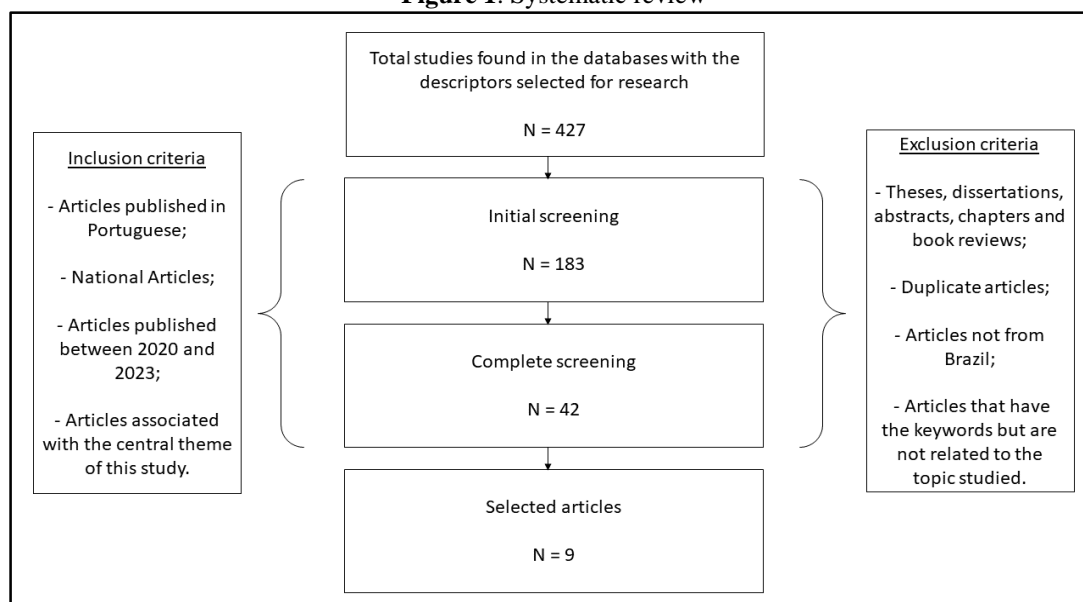 Figure 1. Systematic review
Total studies found in the databases with the
descriptors selected for research
N = 427
Inclusion criteria
- Articles published in
Portuguese;
- National Articles;
- Articles published
between 2020 and
2023;
- Articles associated
with the central theme
of this study.
Initial screening
N = 183
Complete screening
N = 42
Selected articles
N = 9
Exclusion criteria
- Theses, dissertations,
abstracts, chapters and
book reviews;
- Duplicate articles;
- Articles not from
Brazil;
- Articles that have
the keywords but are
not related to the
topic studied.